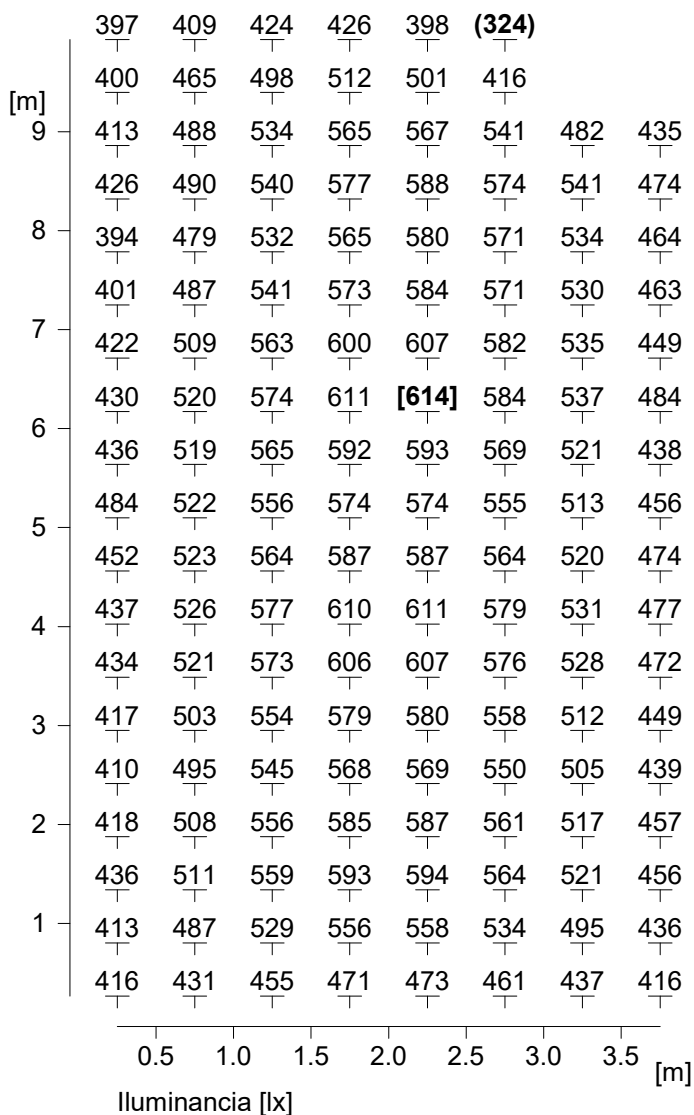 397 409 424 426 398 (324)
400 465 498 512 501 416
[m]
9 413 488 534 565 567 541 482 435
426 490 540 577 588 574 541 474
8 394 479 532 565 580 571 534 464
401 487 541 573 584 571 530 463
7 422 509 563 600 607 582 535 449
430 520 574 611 [614] 584 537 484
6 436 519 565 592 593 569 521 438
484 522 556 574 574 555 513 456
5 452 523 564 587 587 564 520 474
437 526 577 610 611 579 531 477
4 434 521 573 606 607 576 528 472
3 417 503 554 579 580 558 512 449
410 495 545 568 569 550 505 439
2 418 508 556 585 587 561 517 457
436 511 559 593 594 564 521 456
1 413 487 529 556 558 534 495 436
416 431 455 471 473 461 437 416
0.5 1.0 1.5 2.0 2.5 3.0 3.5 [m]
Iluminancia [lx]